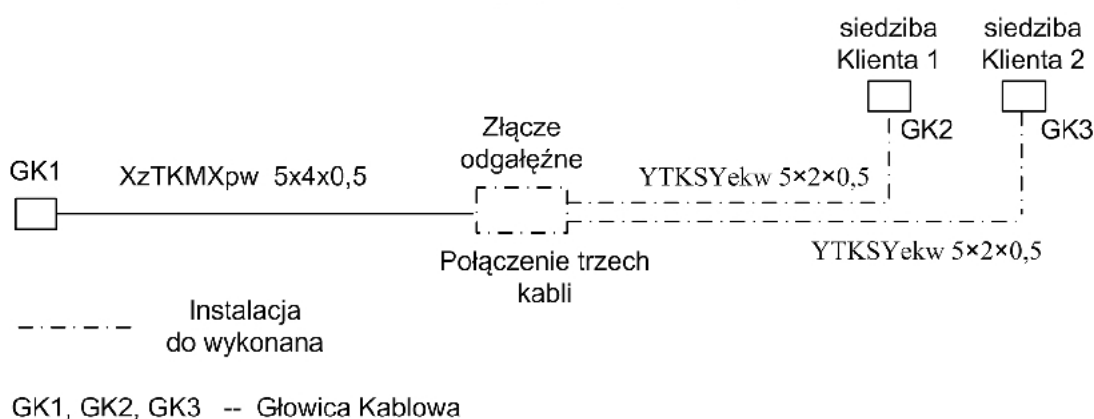 siedziba
Klienta 1
siedziba
Klienta 2
GK2
GK3
Złącze
odgałęźne
GK1
XzTKMXpw 5x4x0,5
YTKSYekw 5×2×0,5
YTKSYekw 5×2×0,5
Połączenie trzech
kabli
Instalacja
do wykonana
GK1, GK2, GK3 -- Głowica Kablowa